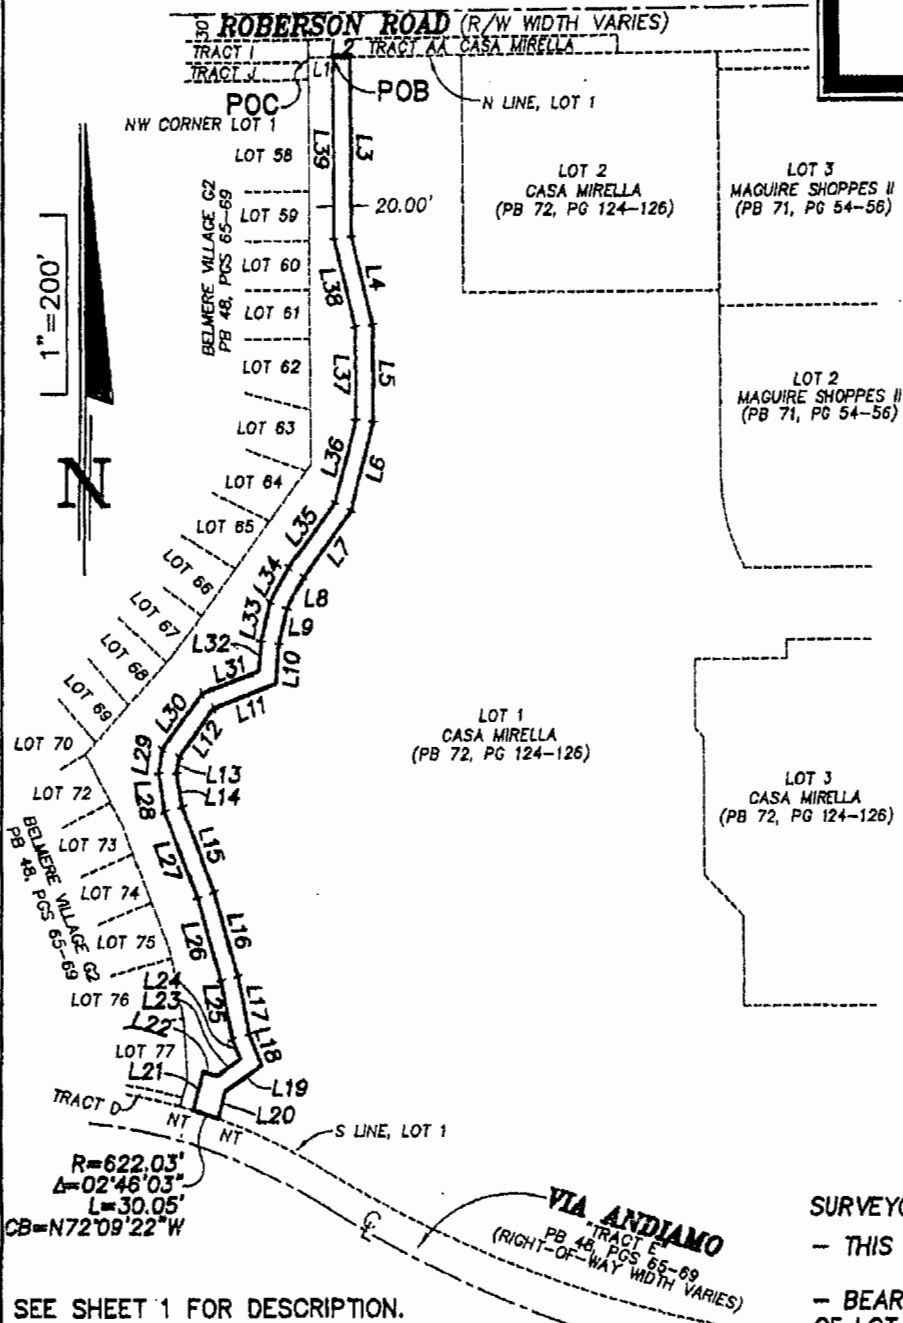 30'
ROBERSON ROAD (R/W WIDTH VARIES)
TRACT I
2
TRACT AA CASA MIRELLA
TRACT J
L1
POC
POB
N LINE, LOT 1
NW CORNER LOT 1
LOT 58
L39
L3
LOT 59
20.00'
LOT 60
LOT 61
LOT 62
LOT 63
LOT 64
LOT 65
LOT 66
LOT 67
LOT 68
LOT 69
LOT 70
LOT 72
LOT 73
LOT 74
LOT 75
LOT 76
LOT 77
BELMERE VILLAGE G2
PB 48, PGS 65-69
1"=200'
N
LOT 2
CASA MIRELLA
(PB 72, PG 124-126)
LOT 3
MAGUIRE SHOPPES II
(PB 71, PG 54-56)
LOT 2
MAGUIRE SHOPPES II
(PB 71, PG 54-56)
L38
L4
L37
L5
L36
L6
L35
L7
L34
L8
L33
L9
L32
L10
L31
L11
L30
L12
L29
L13
L28
L14
L27
L15
L26
L16
L24
L23
L25
L17
L22
L18
L21
L19
L20
LOT 1
CASA MIRELLA
(PB 72, PG 124-126)
LOT 3
CASA MIRELLA
(PB 72, PG 124-126)
BELMERE VILLAGE G2
PB 48, PGS 65-69
TRACT D
NT
NT
S LINE, LOT 1
R=622.03'
Δ=02°46'03"
L=30.05'
CB=N72°09'22"W
VIA ANDIAMO
"TRACT E"
PB 48, PGS 65-69
(RIGHT-OF-WAY WIDTH VARIES)
CL
SURVEYO
- THIS
- BEAR
OF LOT
SEE SHEET 1 FOR DESCRIPTION.